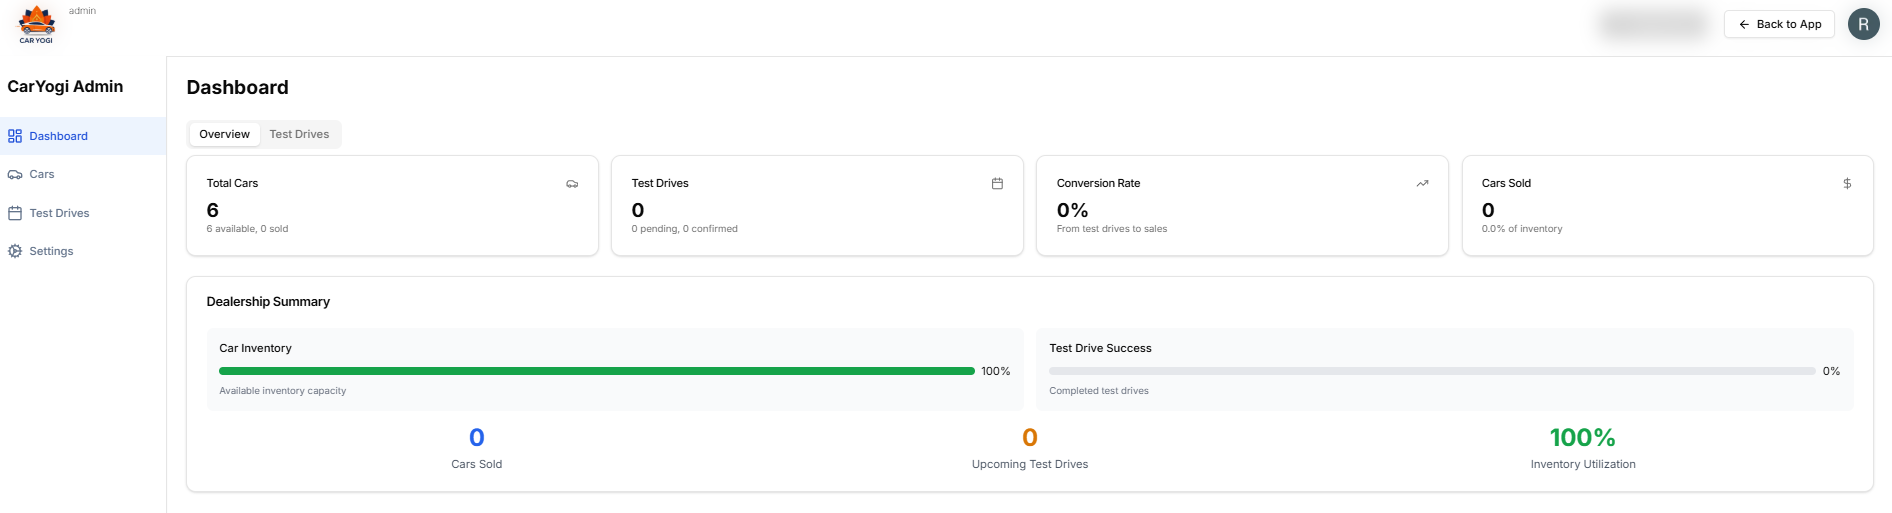 CAR YOGI
admin
Back to App
R
CarYogi Admin
Dashboard
Cars
Test Drives
Settings
Dashboard
Overview
Test Drives
Total Cars
6
6 available, 0 sold
Test Drives
0
0 pending, 0 confirmed
Conversion Rate
0%
From test drives to sales
Cars Sold
$
0
0.0% of inventory
Dealership Summary
Car Inventory
100%
Available inventory capacity
Test Drive Success
0%
Completed test drives
0
Cars Sold
0
Upcoming Test Drives
100%
Inventory Utilization